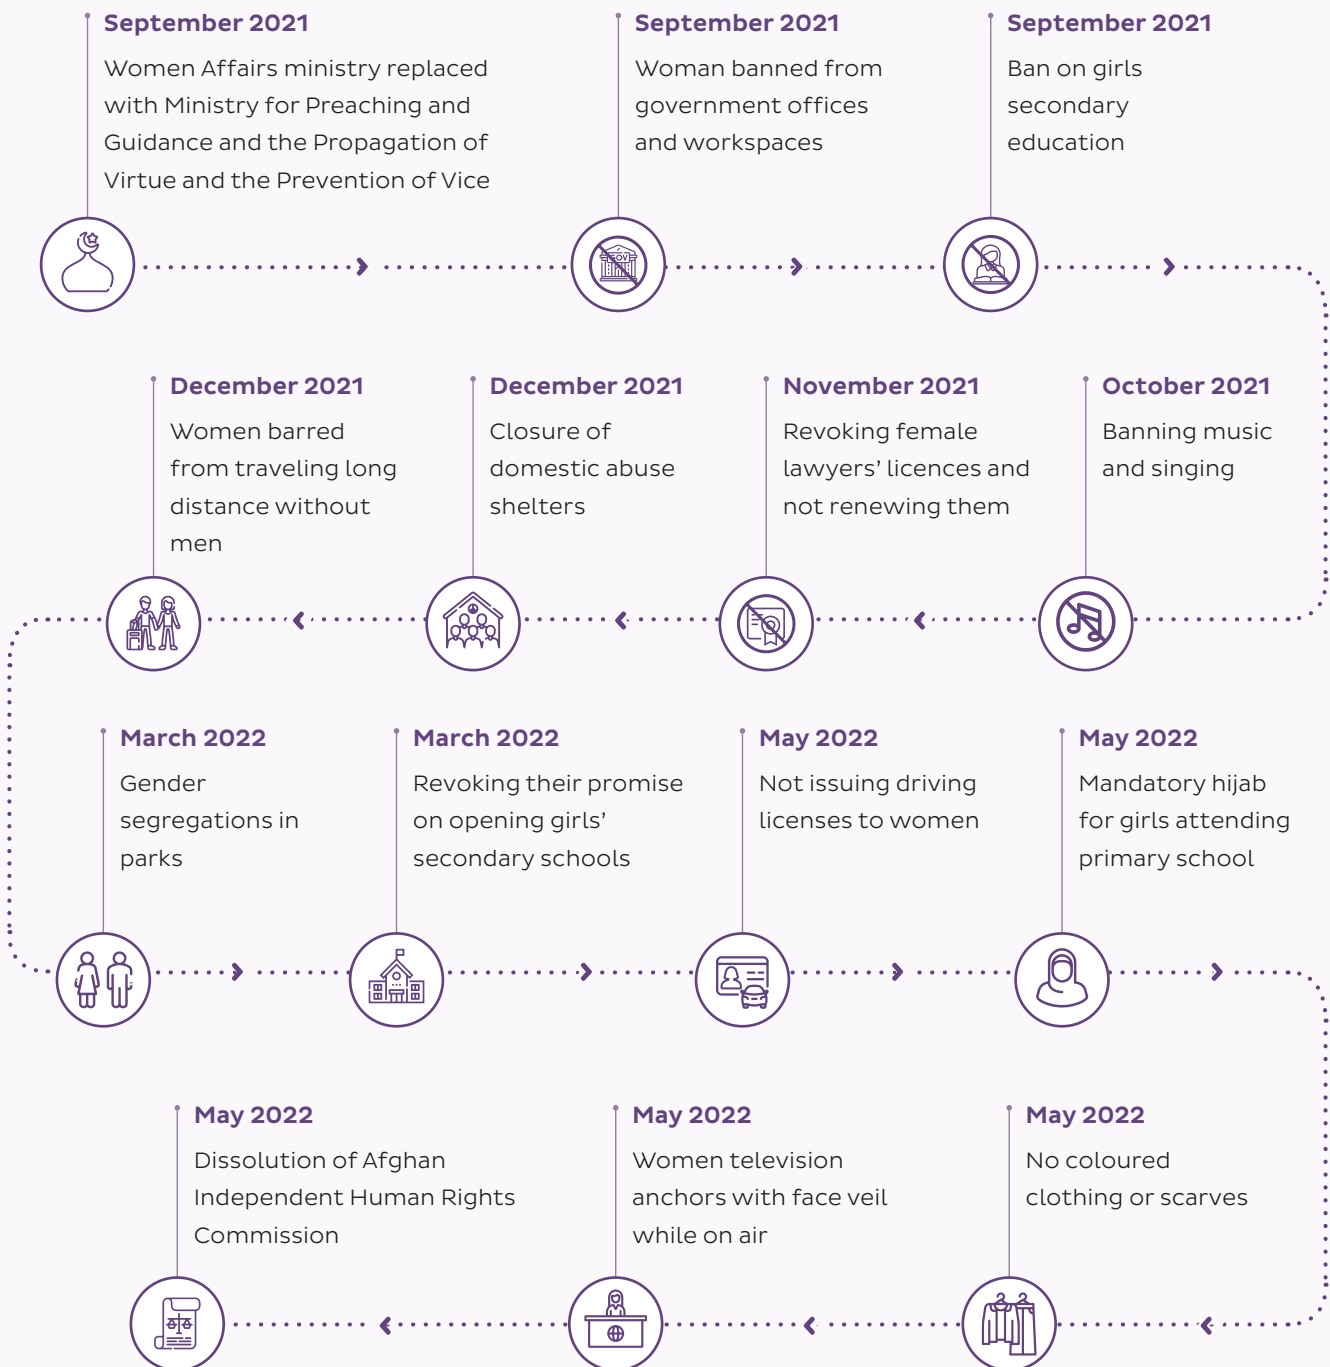 September 2021
Women Affairs ministry replaced
with Ministry for Preaching and
Guidance and the Propagation of
Virtue and the Prevention of Vice
September 2021
Woman banned from
government offices
and workspaces
September 2021
Ban on girls
secondary
education
GOV
December 2021
Women barred
from traveling long
distance without
men
December 2021
Closure of
domestic abuse
shelters
November 2021
Revoking female
lawyers’ licences and
not renewing them
October 2021
Banning music
and singing
March 2022
Gender
segregations in
parks
March 2022
Revoking their promise
on opening girls’
secondary schools
May 2022
Not issuing driving
licenses to women
May 2022
Mandatory hijab
for girls attending
primary school
May 2022
Dissolution of Afghan
Independent Human Rights
Commission
May 2022
Women television
anchors with face veil
while on air
May 2022
No coloured
clothing or scarves